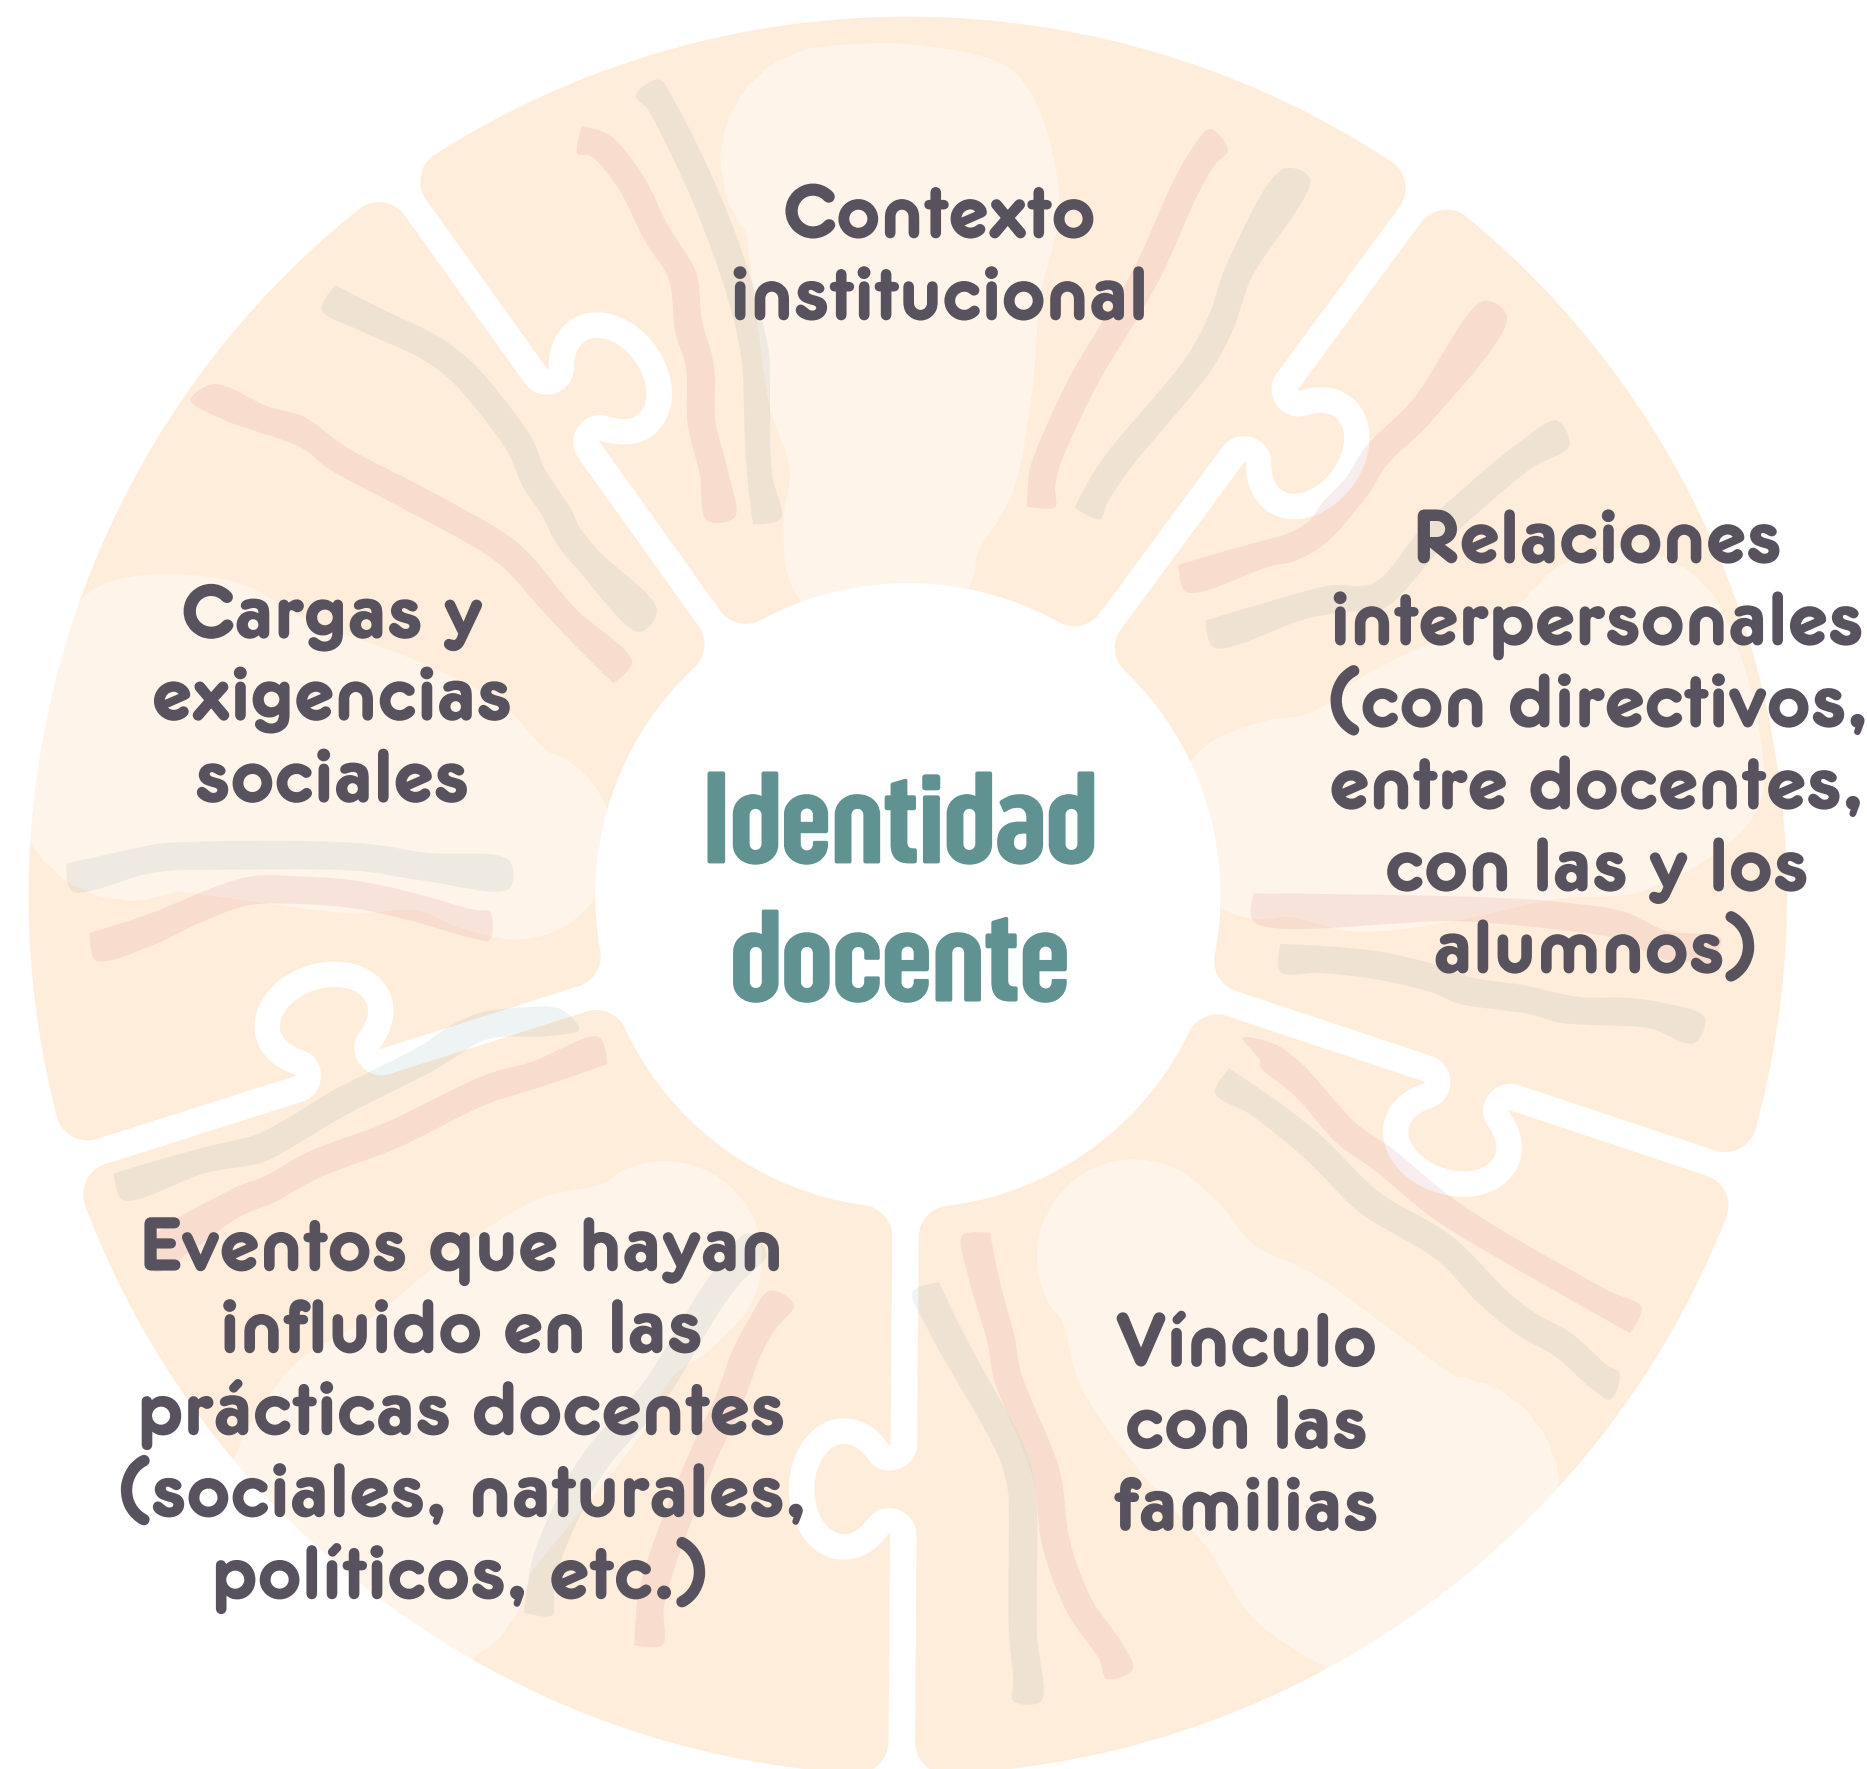 Contexto
institucional
Relaciones
interpersonales
(con directivos,
entre docentes,
con las y los
alumnos)
Cargas y
exigencias
sociales
Identidad
docente
Eventos que hayan
influido en las
prácticas docentes
(sociales, naturales,
políticos, etc.)
Vínculo
con las
familias